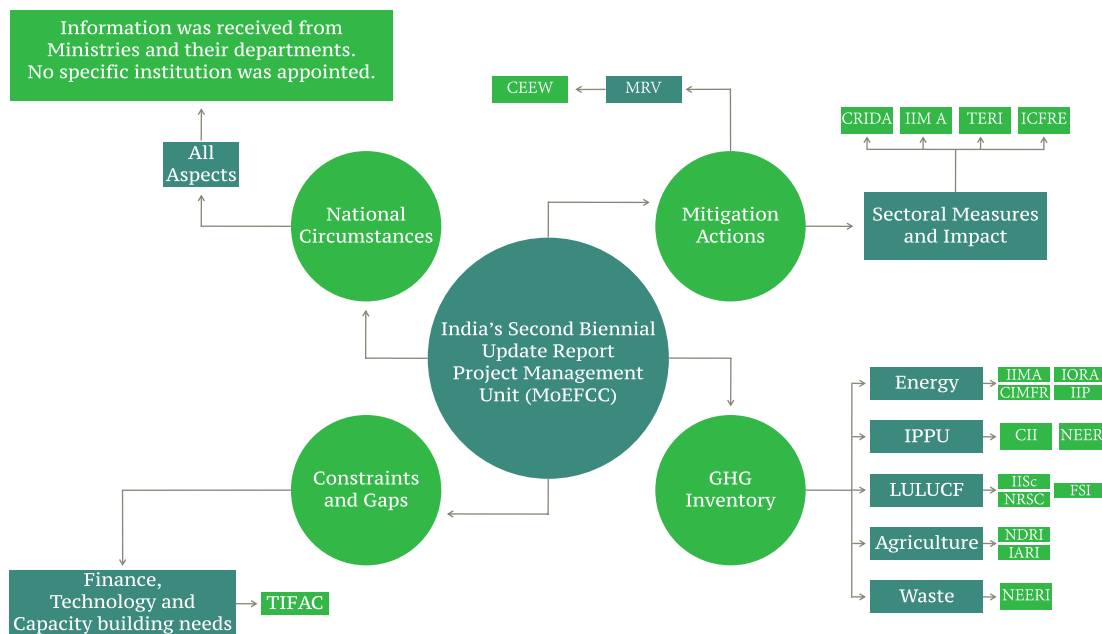 Information was received from
Ministries and their departments.
No specific institution was appointed.
All
Aspects
National
Circumstances
CEEW
MRV
Mitigation
Actions
CRIDA
IIM A
TERI
ICFRE
Sectoral Measures
and Impact
India's Second Biennial
Update Report
Project Management
Unit (MoEFCC)
Constraints
and Gaps
Finance,
Technology and
Capacity building needs
TIFAC
GHG
Inventory
Energy
IIMA
IORA
CIMFR
IIP
IPPU
CII
NEER
LULUCF
IISc
NRSC
FSI
Agriculture
NDRI
IARI
Waste
NEERI